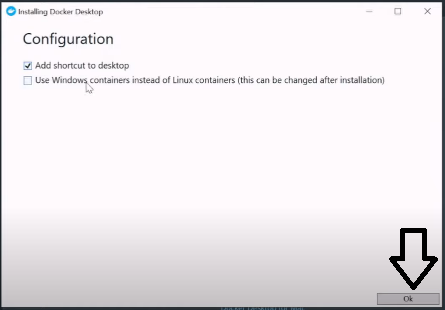 Installing Docker Desktop
Configuration
Add shortcut to desktop
Use Windows containers instead of Linux containers (this can be changed after installation)
Ok